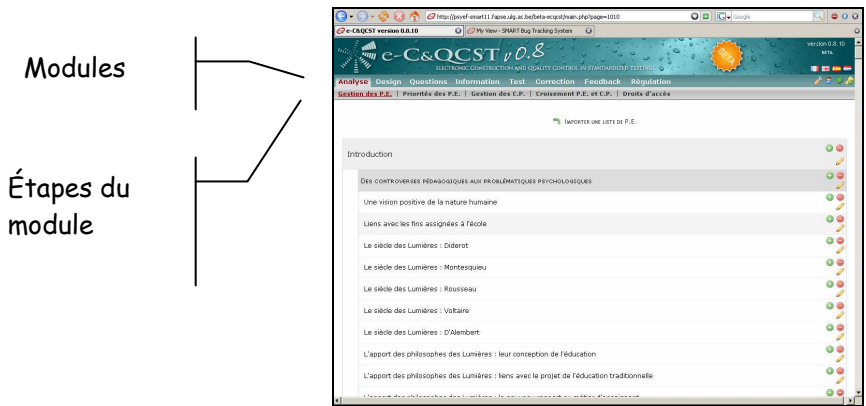 Modules
Étapes du
module
http://psyef-smart11.fapse.ulg.ac.be/beta-ecqcst/main.php?page=1010
Google
e-C&QCST version 0.8.10
My View - SMART Bug Tracking System
e-C&QCST v0.8
ELECTRONIC CONSTRUCTION AND QUALITY CONTROL IN STANDARDIZED TESTING
BETA
version 0.8.10
BETA
Analyse Design Questions Information Test Correction Feedback Régulation
Gestion des P.E. | Priorités des P.E. | Gestion des C.P. | Croisement P.E. et C.P. | Droits d'accès
Importer une liste de P.E.
Introduction
Des controverses pédagogiques aux problématiques psychologiques
Une vision positive de la nature humaine
Liens avec les fins assignées à l'école
Le siècle des Lumières : Diderot
Le siècle des Lumières : Montesquieu
Le siècle des Lumières : Rousseau
Le siècle des Lumières : Voltaire
Le siècle des Lumières : D'Alembert
L'apport des philosophes des Lumières : leur conception de l'éducation
L'apport des philosophes des Lumières : liens avec le projet de l'éducation traditionnelle